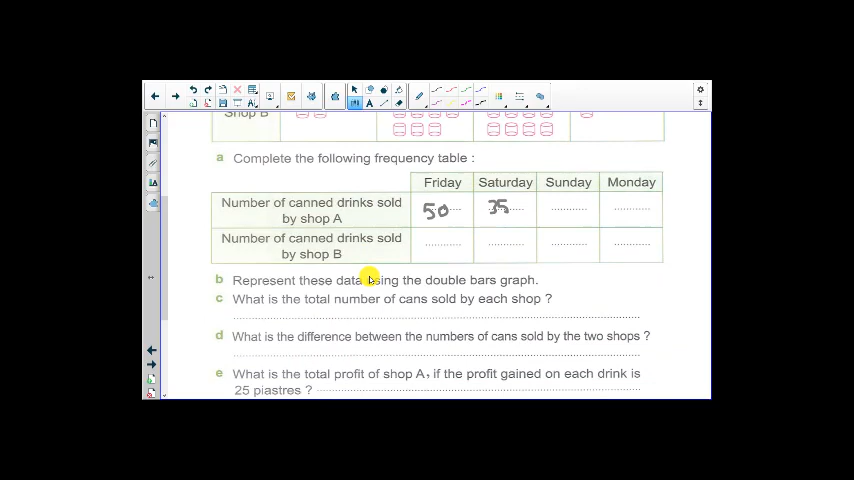 Shop B
a Complete the following frequency table :
Friday Saturday Sunday Monday
Number of canned drinks sold by shop A 50 35
Number of canned drinks sold by shop B
b Represent these data using the double bars graph.
c What is the total number of cans sold by each shop ?
d What is the difference between the numbers of cans sold by the two shops ?
e What is the total profit of shop A, if the profit gained on each drink is
25 piastres ?